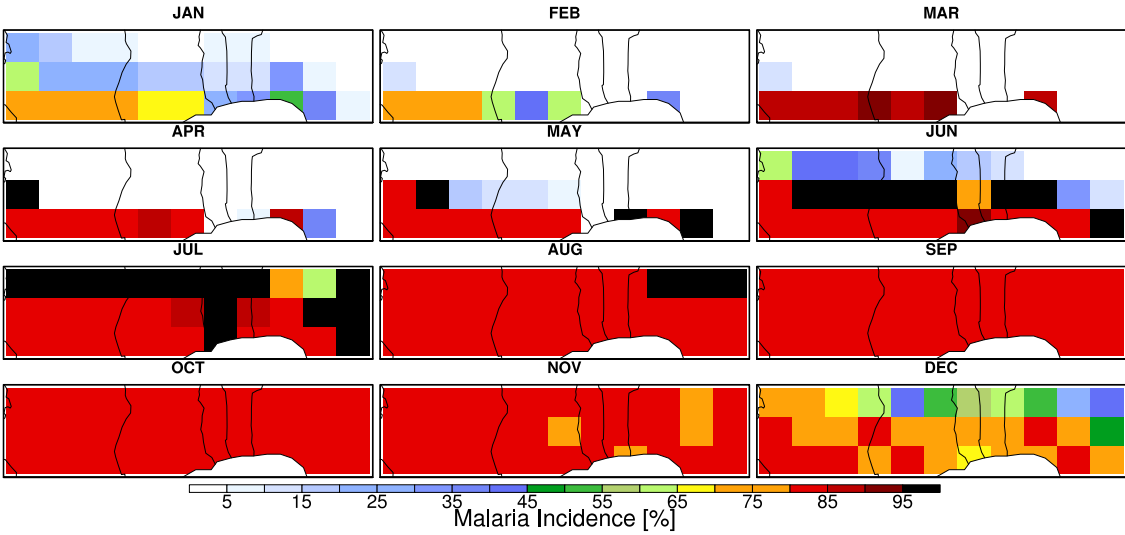 JAN FEB MAR
APR MAY JUN
JUL AUG SEP
OCT NOV DEC
5 15 25 35 45 55 65 75 85 95
Malaria Incidence [%]